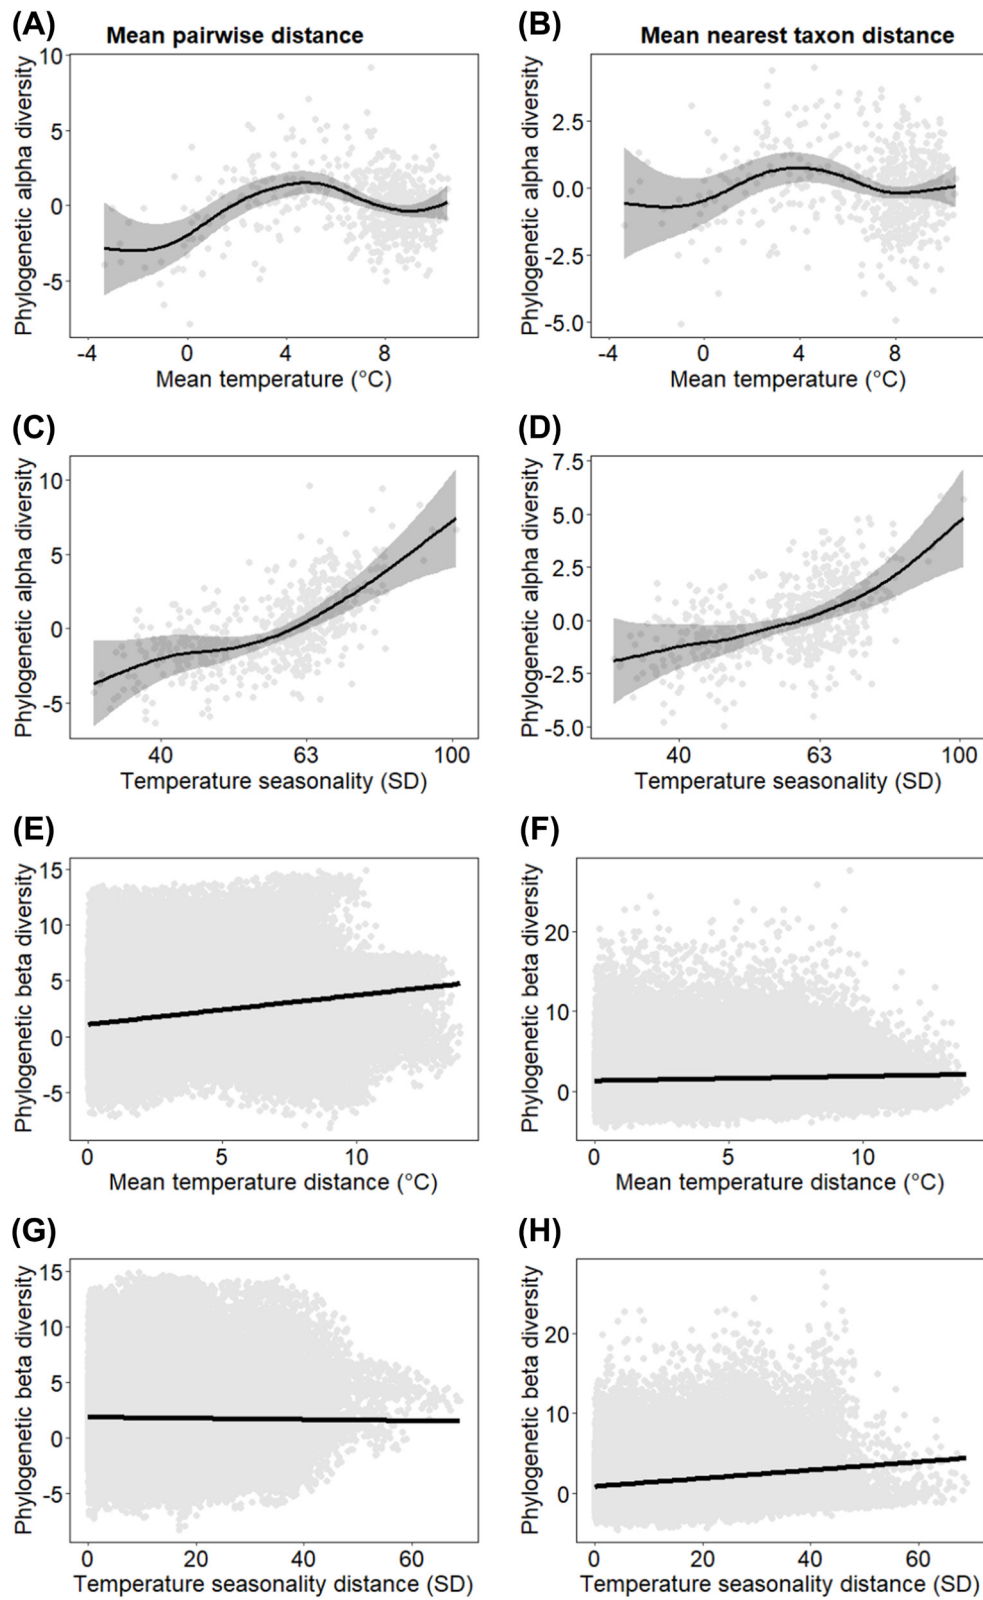 (A)
Mean pairwise distance
Phylogenetic alpha diversity
10
5
0
-5
-4 0 4 8
Mean temperature (°C)
(B)
Mean nearest taxon distance
Phylogenetic alpha diversity
2.5
0.0
-2.5
-5.0
-4 0 4 8
Mean temperature (°C)
(C)
Phylogenetic alpha diversity
10
5
0
-5
40 63 100
Temperature seasonality (SD)
(D)
Phylogenetic alpha diversity
7.5
5.0
2.5
0.0
-2.5
-5.0
40 63 100
Temperature seasonality (SD)
(E)
Phylogenetic beta diversity
15
10
5
0
-5
0 5 10
Mean temperature distance (°C)
(F)
Phylogenetic beta diversity
20
10
0
0 5 10
Mean temperature distance (°C)
(G)
Phylogenetic beta diversity
15
10
5
0
-5
0 20 40 60
Temperature seasonality distance (SD)
(H)
Phylogenetic beta diversity
20
10
0
0 20 40 60
Temperature seasonality distance (SD)